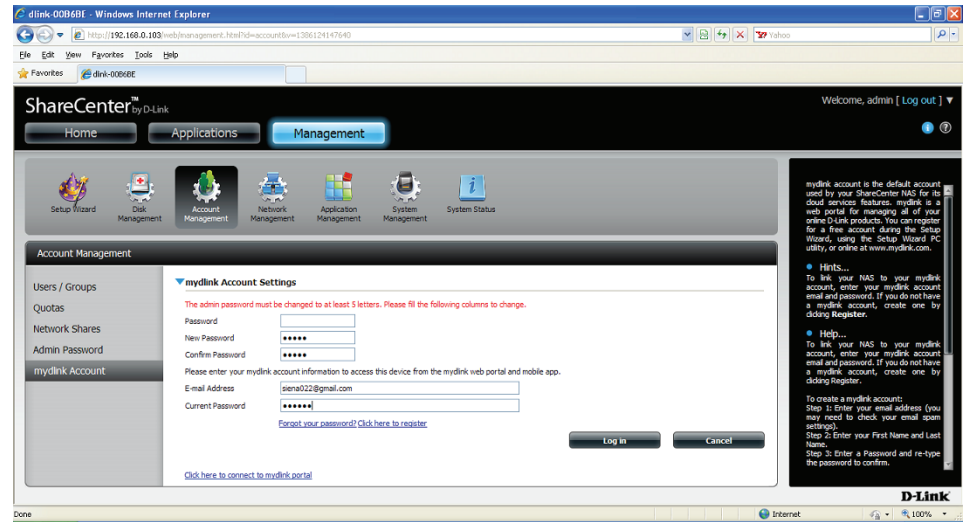 dlink-00B6BE - Windows Internet Explorer
http://192.168.0.103/web/management.html?id=account&v=1386124147640
Yahoo
File Edit View Favorites Tools Help
Favorites dlink-00B6BE
ShareCenter™ by D-Link
Welcome, admin [ Log out ] ▼
Home Applications Management
Setup Wizard
Disk Management
Account Management
Network Management
Application Management
System Management
System Status
Account Management
Users / Groups
Quotas
Network Shares
Admin Password
mydlink Account
mydlink Account Settings
The admin password must be changed to at least 5 letters. Please fill the following columns to change.
Password
New Password •••••
Confirm Password •••••
Please enter your mydlink account information to access this device from the mydlink web portal and mobile app.
E-mail Address siena022@gmail.com
Current Password ••••••
Forgot your password? Click here to register
Log in Cancel
Click here to connect to mydlink portal
mydlink account is the default account
used by your ShareCenter NAS for its
cloud services features. mydlink is a
web portal for managing all of your
online D-Link products. You can register
for a free account during the Setup
Wizard, using the Setup Wizard PC
utility, or online at www.mydlink.com.
Hints...
To link your NAS to your mydlink
account, enter your mydlink account
email and password. If you do not have
a mydlink account, create one by
clicking Register.
Help...
To link your NAS to your mydlink
account, enter your mydlink account
email and password. If you do not have
a mydlink account, create one by
clicking Register.
To create a mydlink account:
Step 1: Enter your email address (you
may need to check your email spam
settings).
Step 2: Enter your First Name and Last
Name.
Step 3: Enter a Password and re-type
the password to confirm.
D-Link
Done
Internet
100%